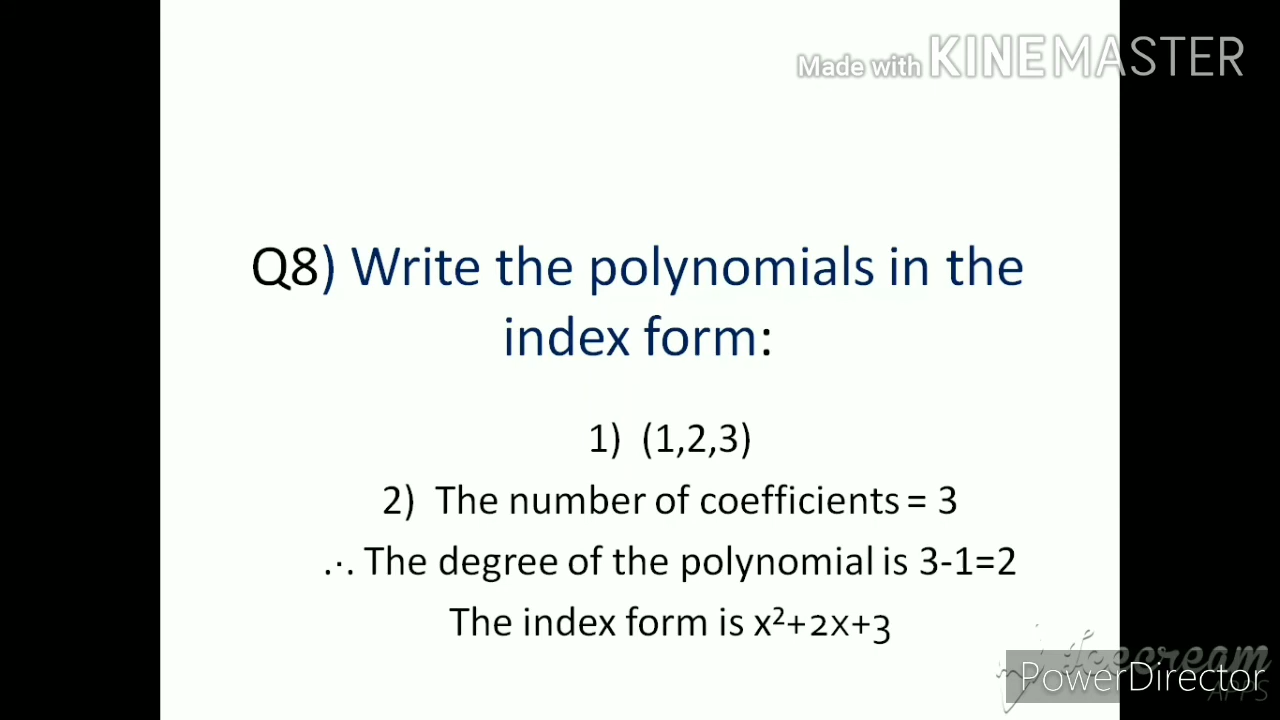 Made with KINEMASTER
Q8) Write the polynomials in the
index form:
1) (1,2,3)
2) The number of coefficients = 3
∴ The degree of the polynomial is 3-1=2
The index form is x²+2x+3
Icecream
APPS
PowerDirector